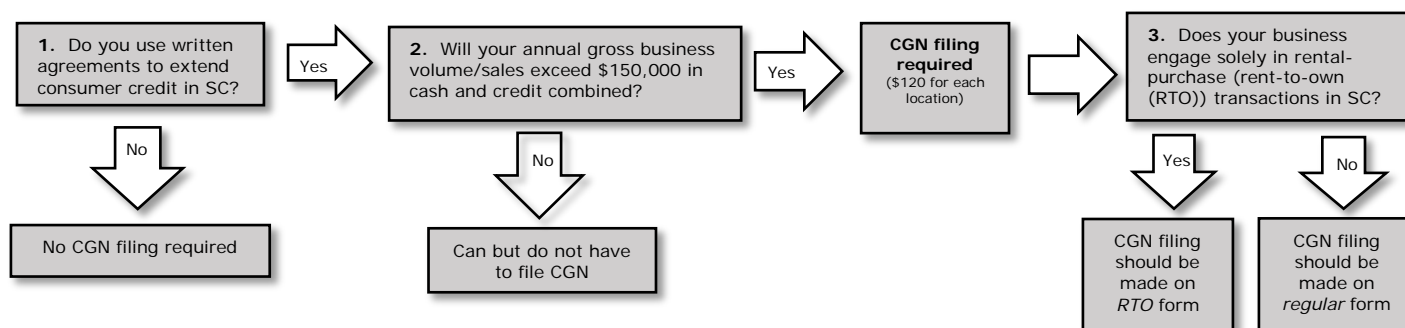 1. Do you use written
agreements to extend
consumer credit in SC?
Yes
No
No CGN filing required
2. Will your annual gross business
volume/sales exceed $150,000 in
cash and credit combined?
Yes
No
Can but do not have
to file CGN
CGN filing
required
($120 for each
location)
3. Does your business
engage solely in rental-
purchase (rent-to-own
(RTO)) transactions in SC?
Yes
No
CGN filing
should be
made on
RTO form
CGN filing
should be
made on
regular form